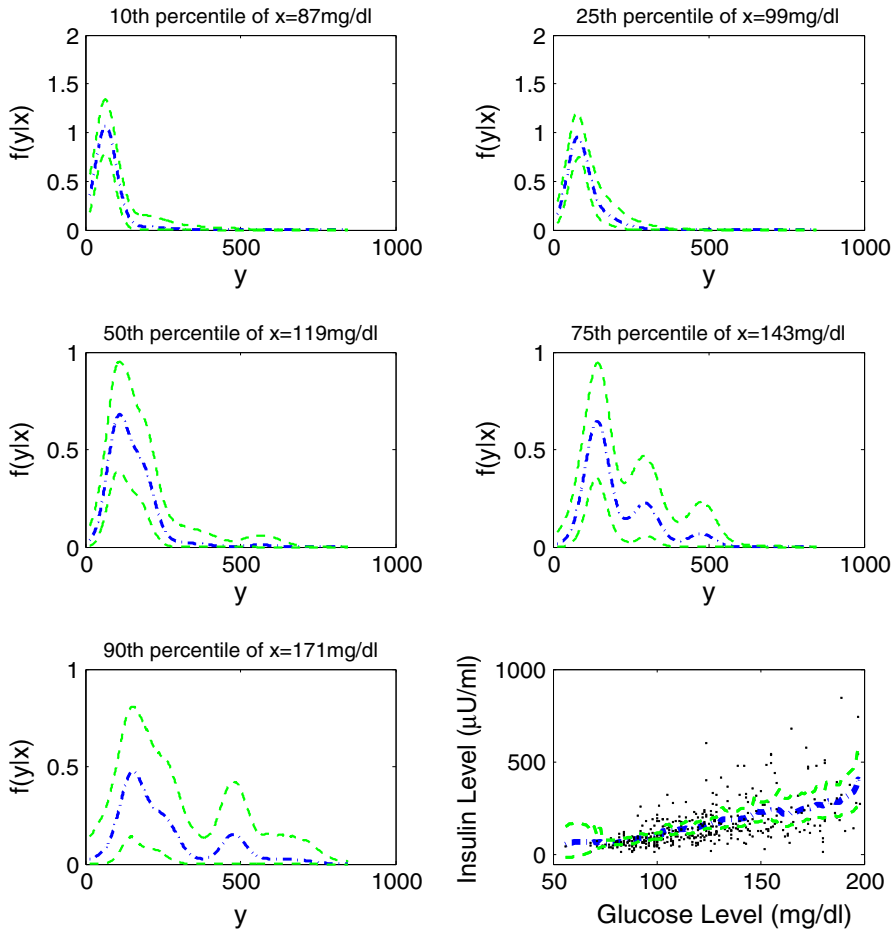 10th percentile of x=87mg/dl
2
1.5
1
0.5
0
f(y|x)
0
500
1000
y
25th percentile of x=99mg/dl
2
1.5
1
0.5
0
f(y|x)
0
500
1000
y
50th percentile of x=119mg/dl
1
0.5
0
f(y|x)
0
500
1000
y
75th percentile of x=143mg/dl
1
0.5
0
f(y|x)
0
500
1000
y
90th percentile of x=171mg/dl
1
0.5
0
f(y|x)
0
500
1000
y
1000
500
0
Insulin Level (μU/ml)
50
100
150
200
Glucose Level (mg/dl)